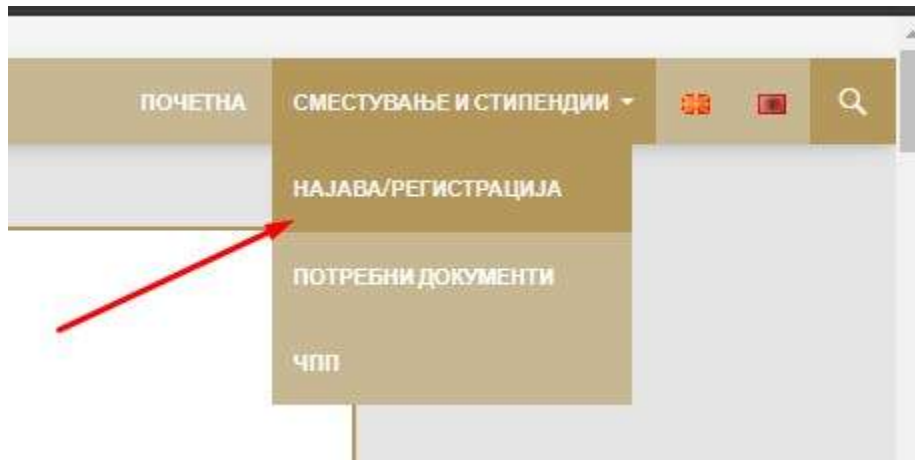 ПОЧЕТНА СМЕСТУВАЊЕ И СТИПЕНДИИ
НАЈАВА/РЕГИСТРАЦИЈА
ПОТРЕБНИ ДОКУМЕНТИ
ЧПП